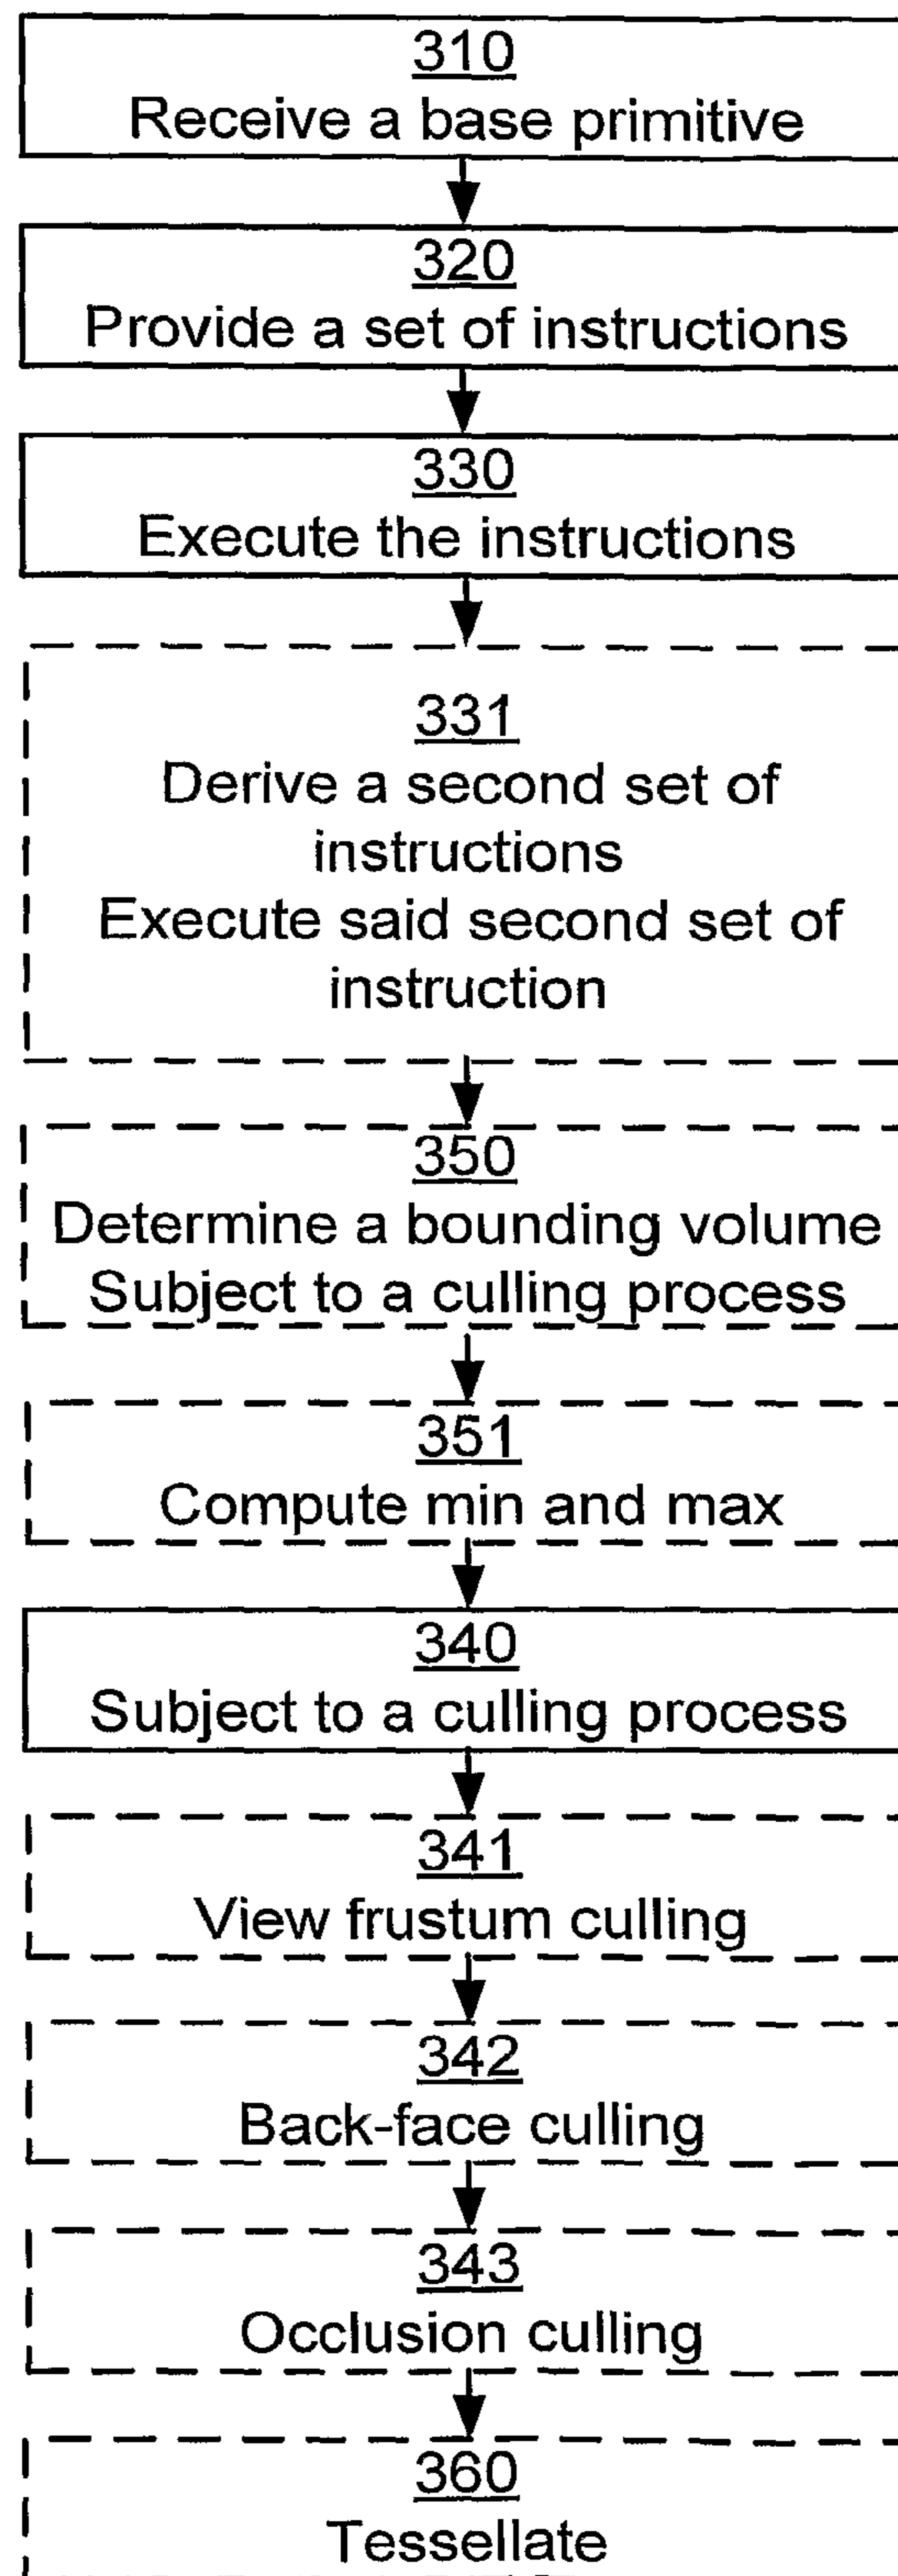 310
Receive a base primitive
320
Provide a set of instructions
330
Execute the instructions
331
Derive a second set of
instructions
Execute said second set of
instruction
350
Determine a bounding volume
Subject to a culling process
351
Compute min and max
340
Subject to a culling process
341
View frustum culling
342
Back-face culling
343
Occlusion culling
360
Tessellate